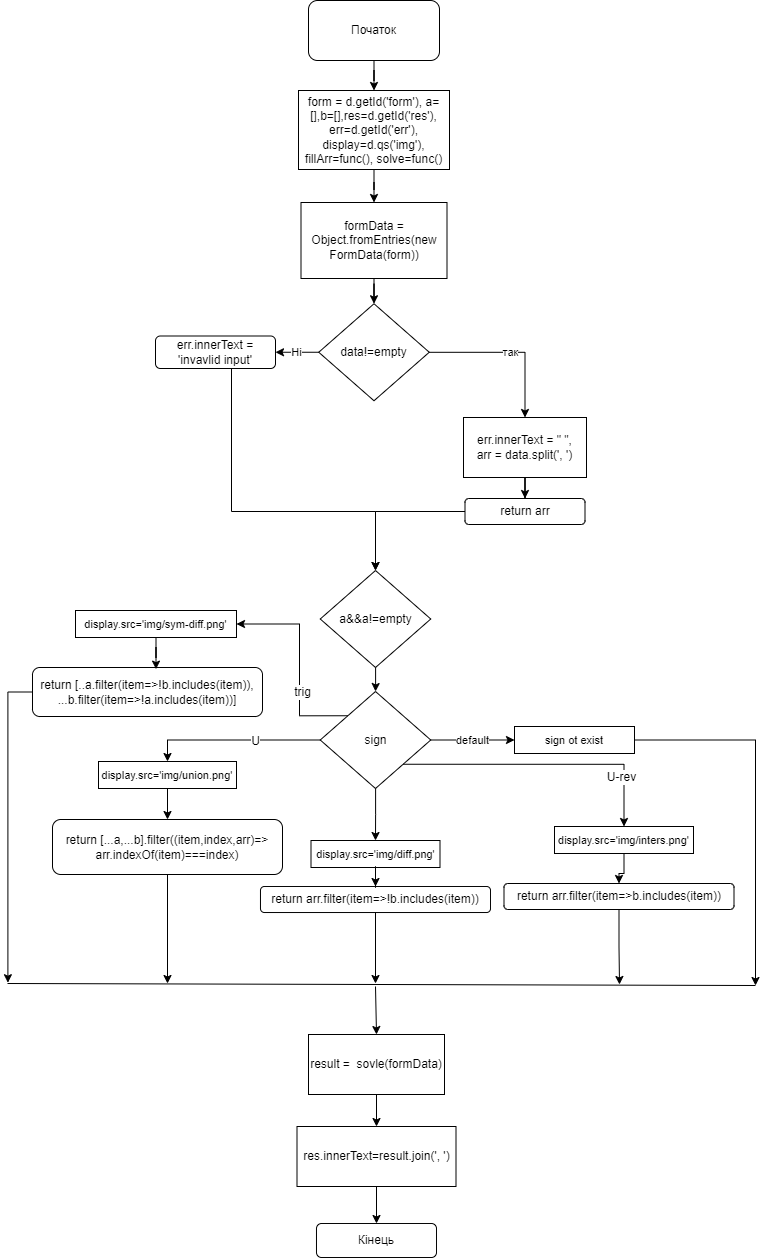 Початок
form = d.getId('form'), a=
[],b=[],res=d.getId('res'),
err=d.getId('err'),
display=d.qs('img'),
fillArr=func(), solve=func()
formData =
Object.fromEntries(new
FormData(form))
data!=empty
Ні
так
err.innerText =
'invavlid input'
err.innerText = " ",
arr = data.split(', ')
return arr
a&&a!=empty
display.src='img/sym-diff.png'
return [..a.filter(item=>!b.includes(item)),
...b.filter(item=>!a.includes(item))]
trig
sign
U
default
sign ot exist
U-rev
display.src='img/union.png'
return [...a,...b].filter((item,index,arr)=>
arr.indexOf(item)===index)
display.src='img/diff.png'
return arr.filter(item=>!b.includes(item))
display.src='img/inters.png'
return arr.filter(item=>b.includes(item))
result =  sovle(formData)
res.innerText=result.join(', ')
Кінець